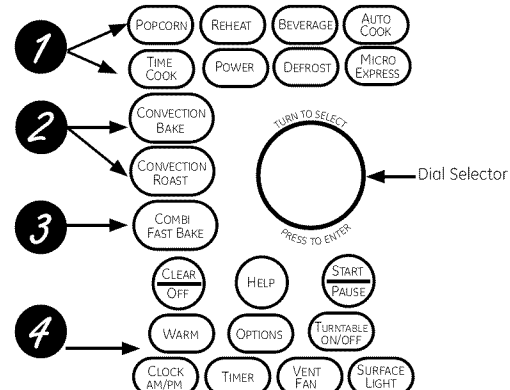 1
POPCORN
REHEAT
BEVERAGE
AUTO
COOK
TIME
COOK
POWER
DEFROST
MICRO
EXPRESS
2
CONVECTION
BAKE
CONVECTION
ROAST
TURN TO SELECT
PRESS TO ENTER
Dial Selector
3
COMBI
FAST BAKE
CLEAR
OFF
HELP
START
PAUSE
4
WARM
OPTIONS
TURNTABLE
ON/OFF
CLOCK
AM/PM
TIMER
VENT
FAN
SURFACE
LIGHT